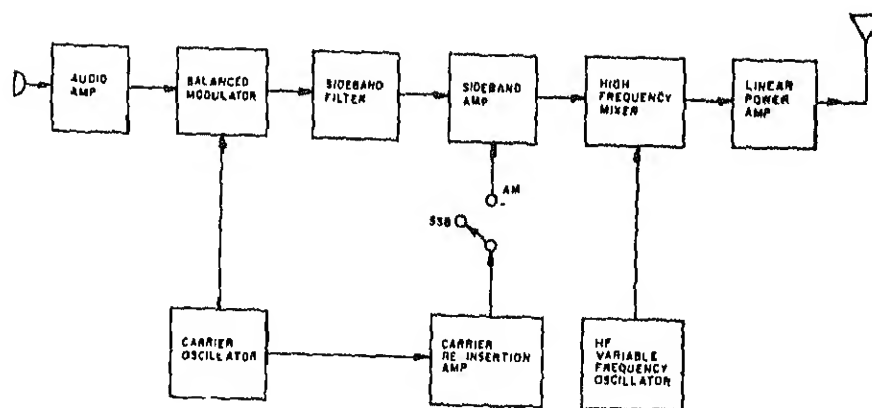 AUDIO
AMP
BALANCED
MODULATOR
SIDEBAND
FILTER
SIDEBAND
AMP
HIGH
FREQUENCY
MIXER
LINEAR
POWER
AMP
AM
SSB
CARRIER
OSCILLATOR
CARRIER
RE INSERTION
AMP
HF
VARIABLE
FREQUENCY
OSCILLATOR